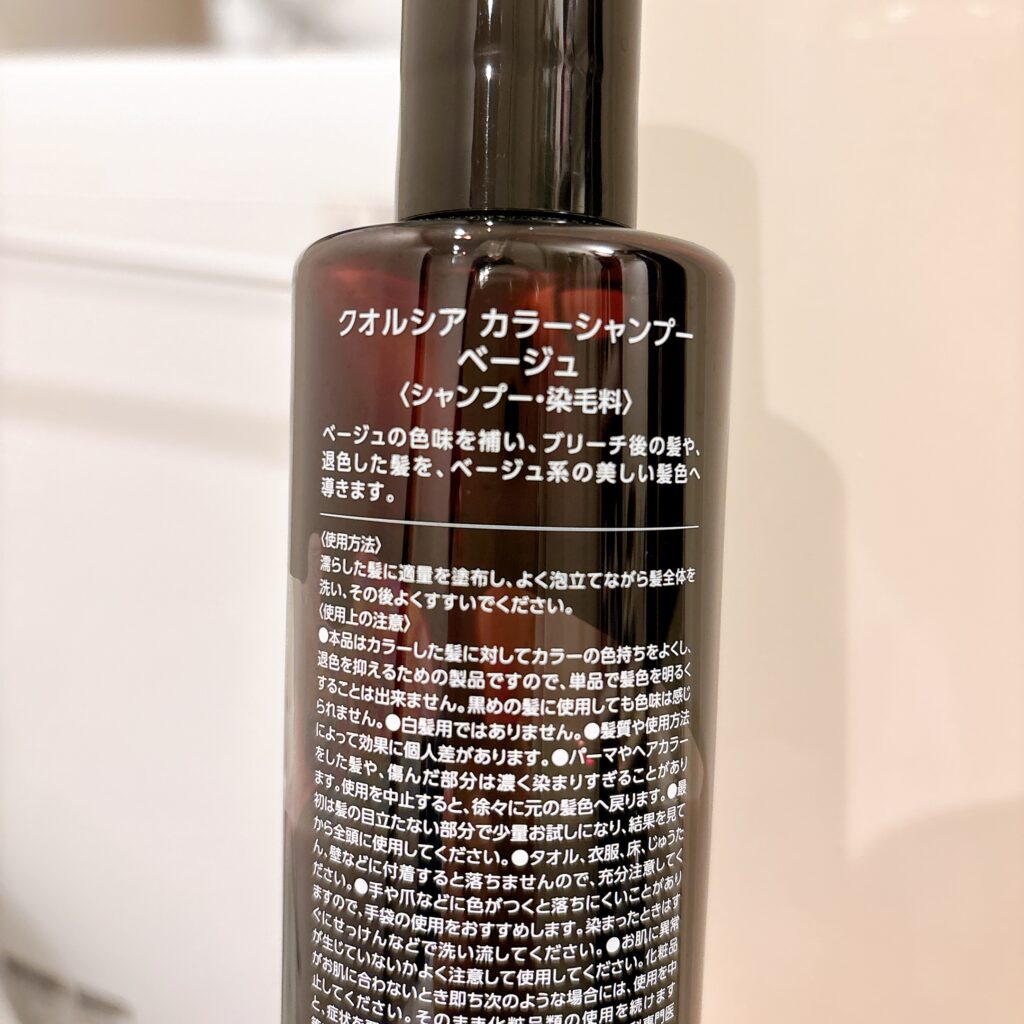 クオルシア カラーシャンプー
ベージュ
〈シャンプー・染毛料〉
ベージュの色味を補い、ブリーチ後の髪や、
退色した髪を、ベージュ系の美しい髪色へ
導きます。
〈使用方法〉
濡らした髪に適量を塗布し、よく泡立てながら髪全体を
洗い、その後よくすすいでください。
〈使用上の注意〉
●本品はカラーした髪に対してカラーの色持ちをよくし、
退色を抑えるための製品ですので、単品で髪色を明るく
することは出来ません。黒めの髪に使用しても色味は感じ
られません。●白髪用ではありません。●髪質や使用方法
によって効果に個人差があります。●パーマやヘアカラー
をした髪や、傷んだ部分は濃く染まりすぎることがあり
ます。使用を中止すると、徐々に元の髪色へ戻ります。●最
初は髪の目立たない部分で少量お試しになり、結果を見て
から全頭に使用してください。●タオル、衣服、床、じゅうた
ん、壁などに付着すると落ちませんので、充分注意してく
ださい。●手や爪などに色がつくと落ちにくいことがあり
ますので、手袋の使用をおすすめします。染まったときはす
ぐにせっけんなどで洗い流してください。●お肌に異常
が生じていないかよく注意して使用してください。化粧品
がお肌に合わないとき即ち次のような場合には、使用を中
止してください。そのまま化粧品類の使用を続けます
と、症状を
科専門医